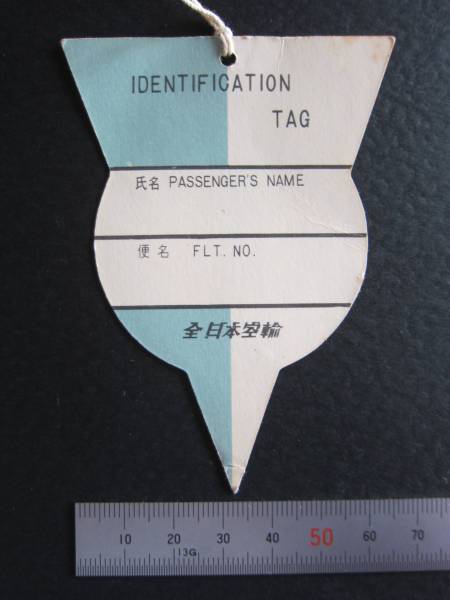 IDENTIFICATION
TAG
氏名 PASSENGER'S NAME
便名 FLT. NO.
全日本空輸
10 20 30 40 50 60 70
13G